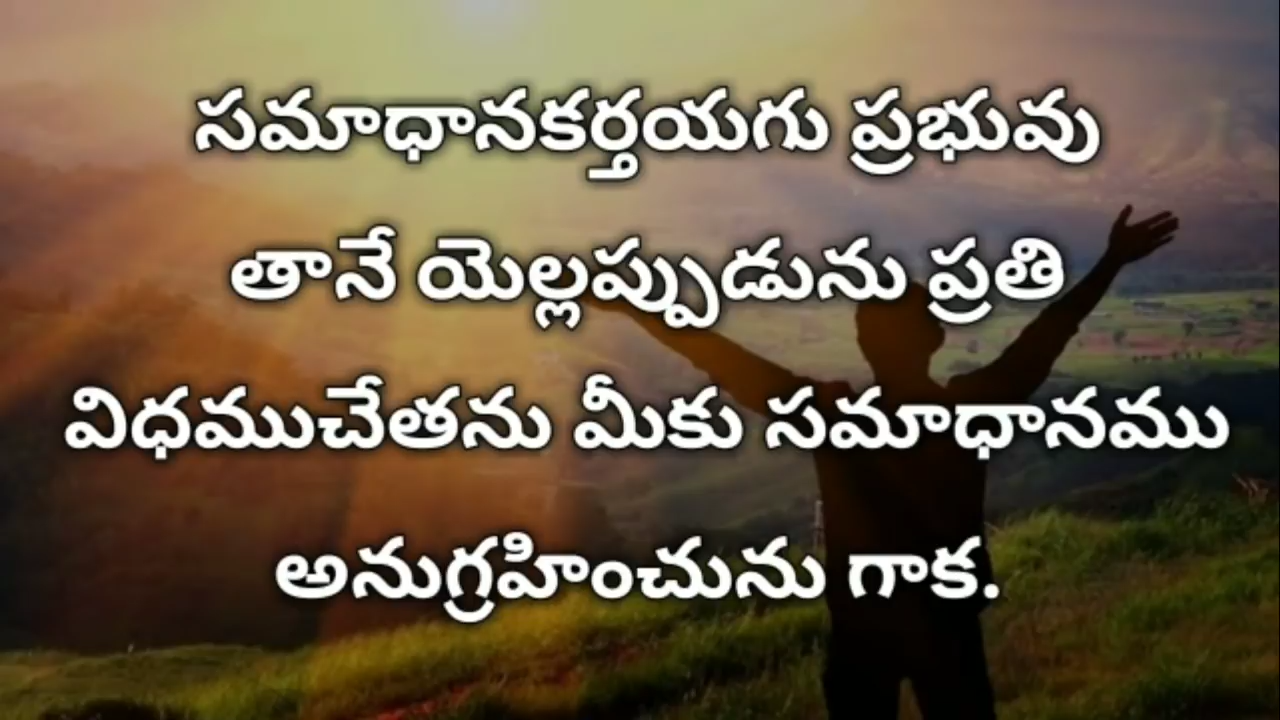 సమాధానకర్తయగు ప్రభువు
తానే యెల్లప్పుడును ప్రతి
విధముచేతను మీకు సమాధానము
అనుగ్రహించును గాక.